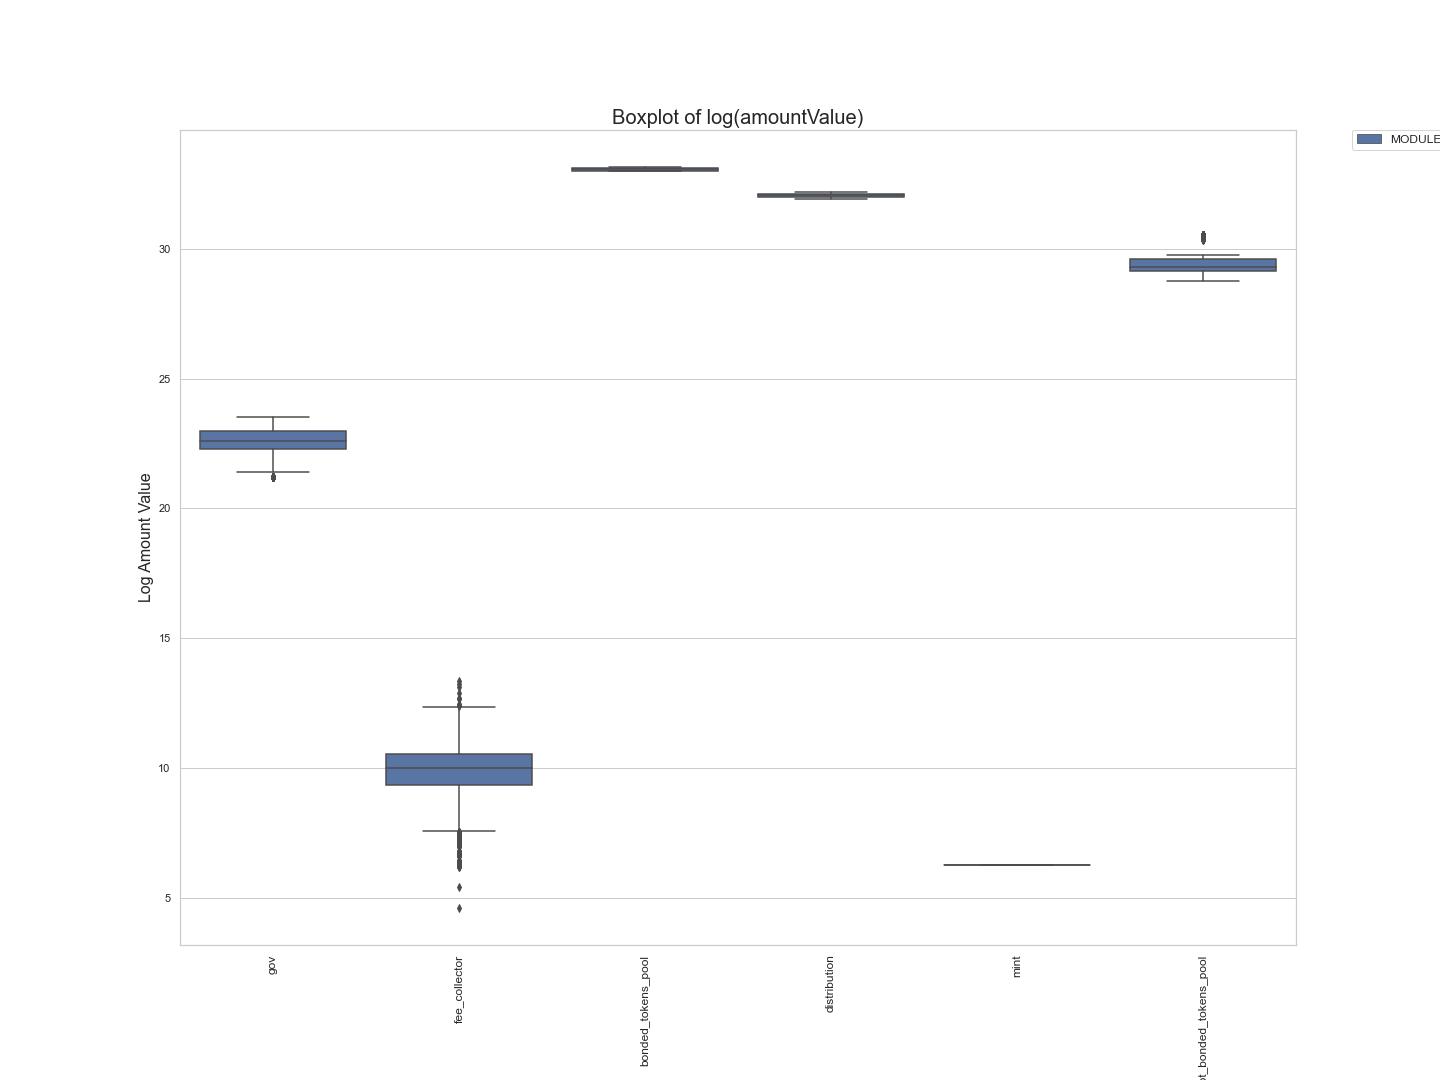 Boxplot of log(amountValue)
MODULE
Log Amount Value
30
25
20
15
10
5
gov
fee_collector
bonded_tokens_pool
distribution
mint
ot_bonded_tokens_pool